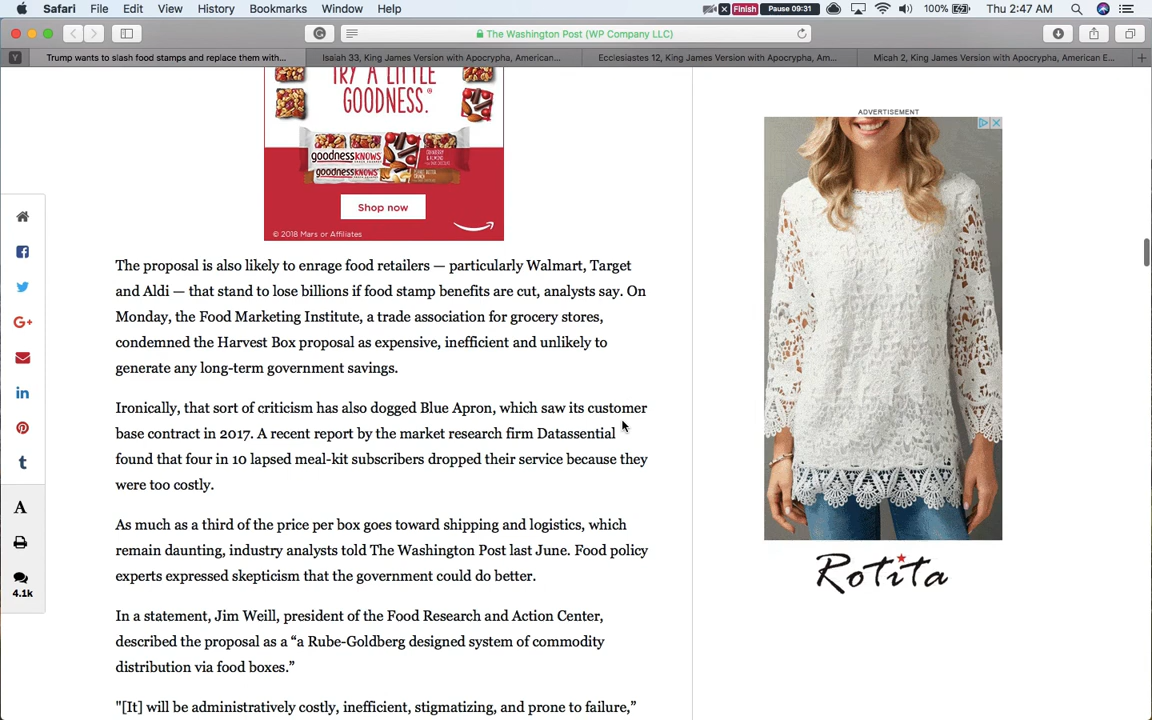 Safari File Edit View History Bookmarks Window Help Finish Pause 09:31 100% Thu 2:47 AM
The Washington Post (WP Company LLC)
Y Trump wants to slash food stamps and replace them with... Isaiah 33, King James Version with Apocrypha, American... Ecclesiastes 12, King James Version with Apocrypha, Am... Micah 2, King James Version with Apocrypha, American E...
TRY A LITTLE
GOODNESS.®
goodnessKNOWS
goodnessKNOWS
Shop now
© 2018 Mars or Affiliates
ADVERTISEMENT
Rotita
G+
in
t
A
4.1k
The proposal is also likely to enrage food retailers — particularly Walmart, Target
and Aldi — that stand to lose billions if food stamp benefits are cut, analysts say. On
Monday, the Food Marketing Institute, a trade association for grocery stores,
condemned the Harvest Box proposal as expensive, inefficient and unlikely to
generate any long-term government savings.
Ironically, that sort of criticism has also dogged Blue Apron, which saw its customer
base contract in 2017. A recent report by the market research firm Datassential
found that four in 10 lapsed meal-kit subscribers dropped their service because they
were too costly.
As much as a third of the price per box goes toward shipping and logistics, which
remain daunting, industry analysts told The Washington Post last June. Food policy
experts expressed skepticism that the government could do better.
In a statement, Jim Weill, president of the Food Research and Action Center,
described the proposal as a “a Rube-Goldberg designed system of commodity
distribution via food boxes.”
"[It] will be administratively costly, inefficient, stigmatizing, and prone to failure,”